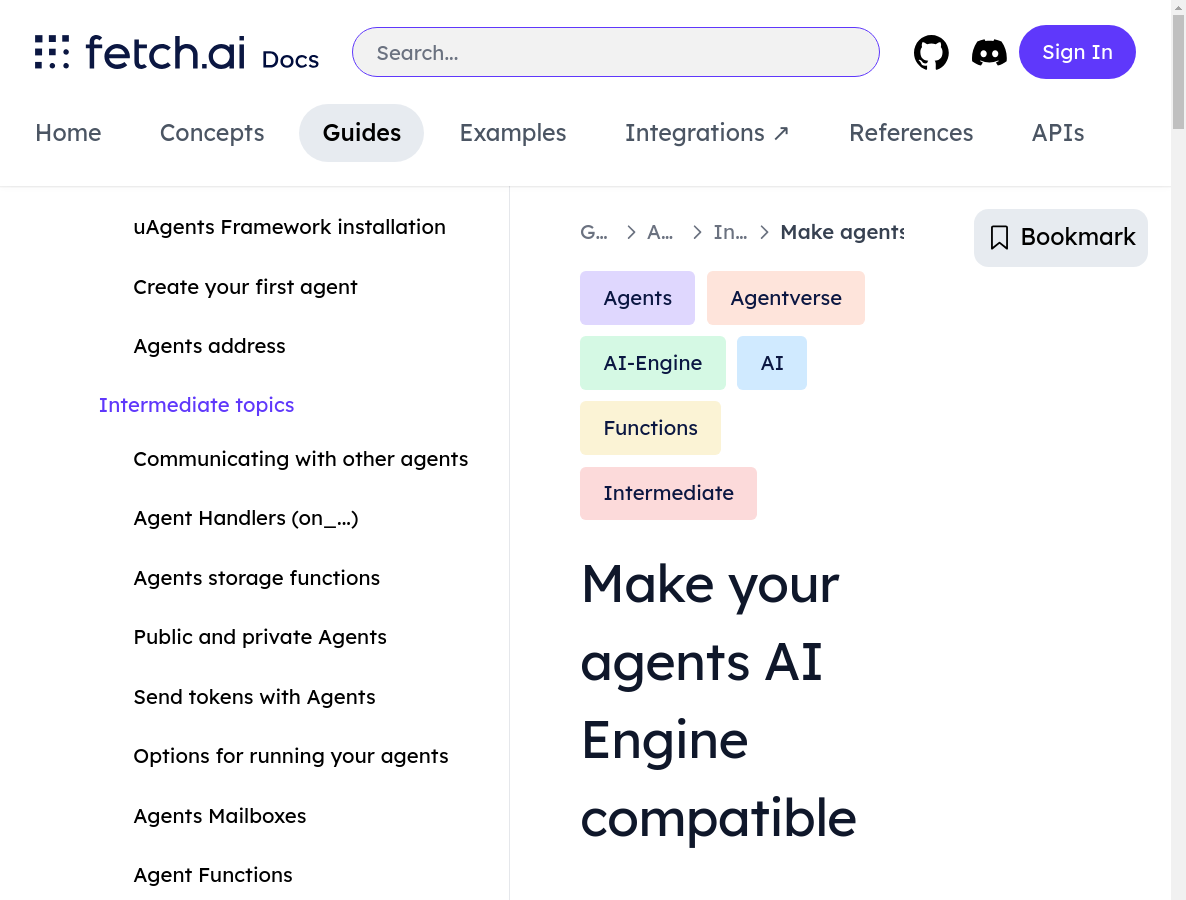 fetch.ai Docs
Search...
Sign In
Home
Concepts
Guides
Examples
Integrations ↗
References
APIs
uAgents Framework installation
Create your first agent
Agents address
Intermediate topics
Communicating with other agents
Agent Handlers (on_...)
Agents storage functions
Public and private Agents
Send tokens with Agents
Options for running your agents
Agents Mailboxes
Agent Functions
G... > A... > In... > Make agents
Bookmark
Agents
Agentverse
AI-Engine
AI
Functions
Intermediate
Make your
agents AI
Engine
compatible